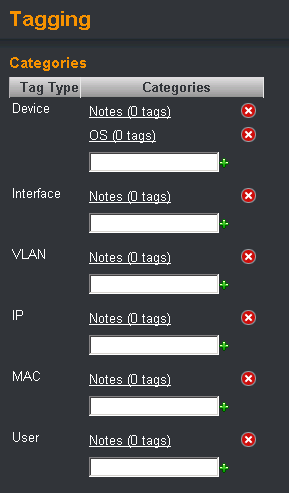 Tagging
Categories
Tag Type Categories
Device Notes (0 tags)
OS (0 tags)
Interface Notes (0 tags)
VLAN Notes (0 tags)
IP Notes (0 tags)
MAC Notes (0 tags)
User Notes (0 tags)